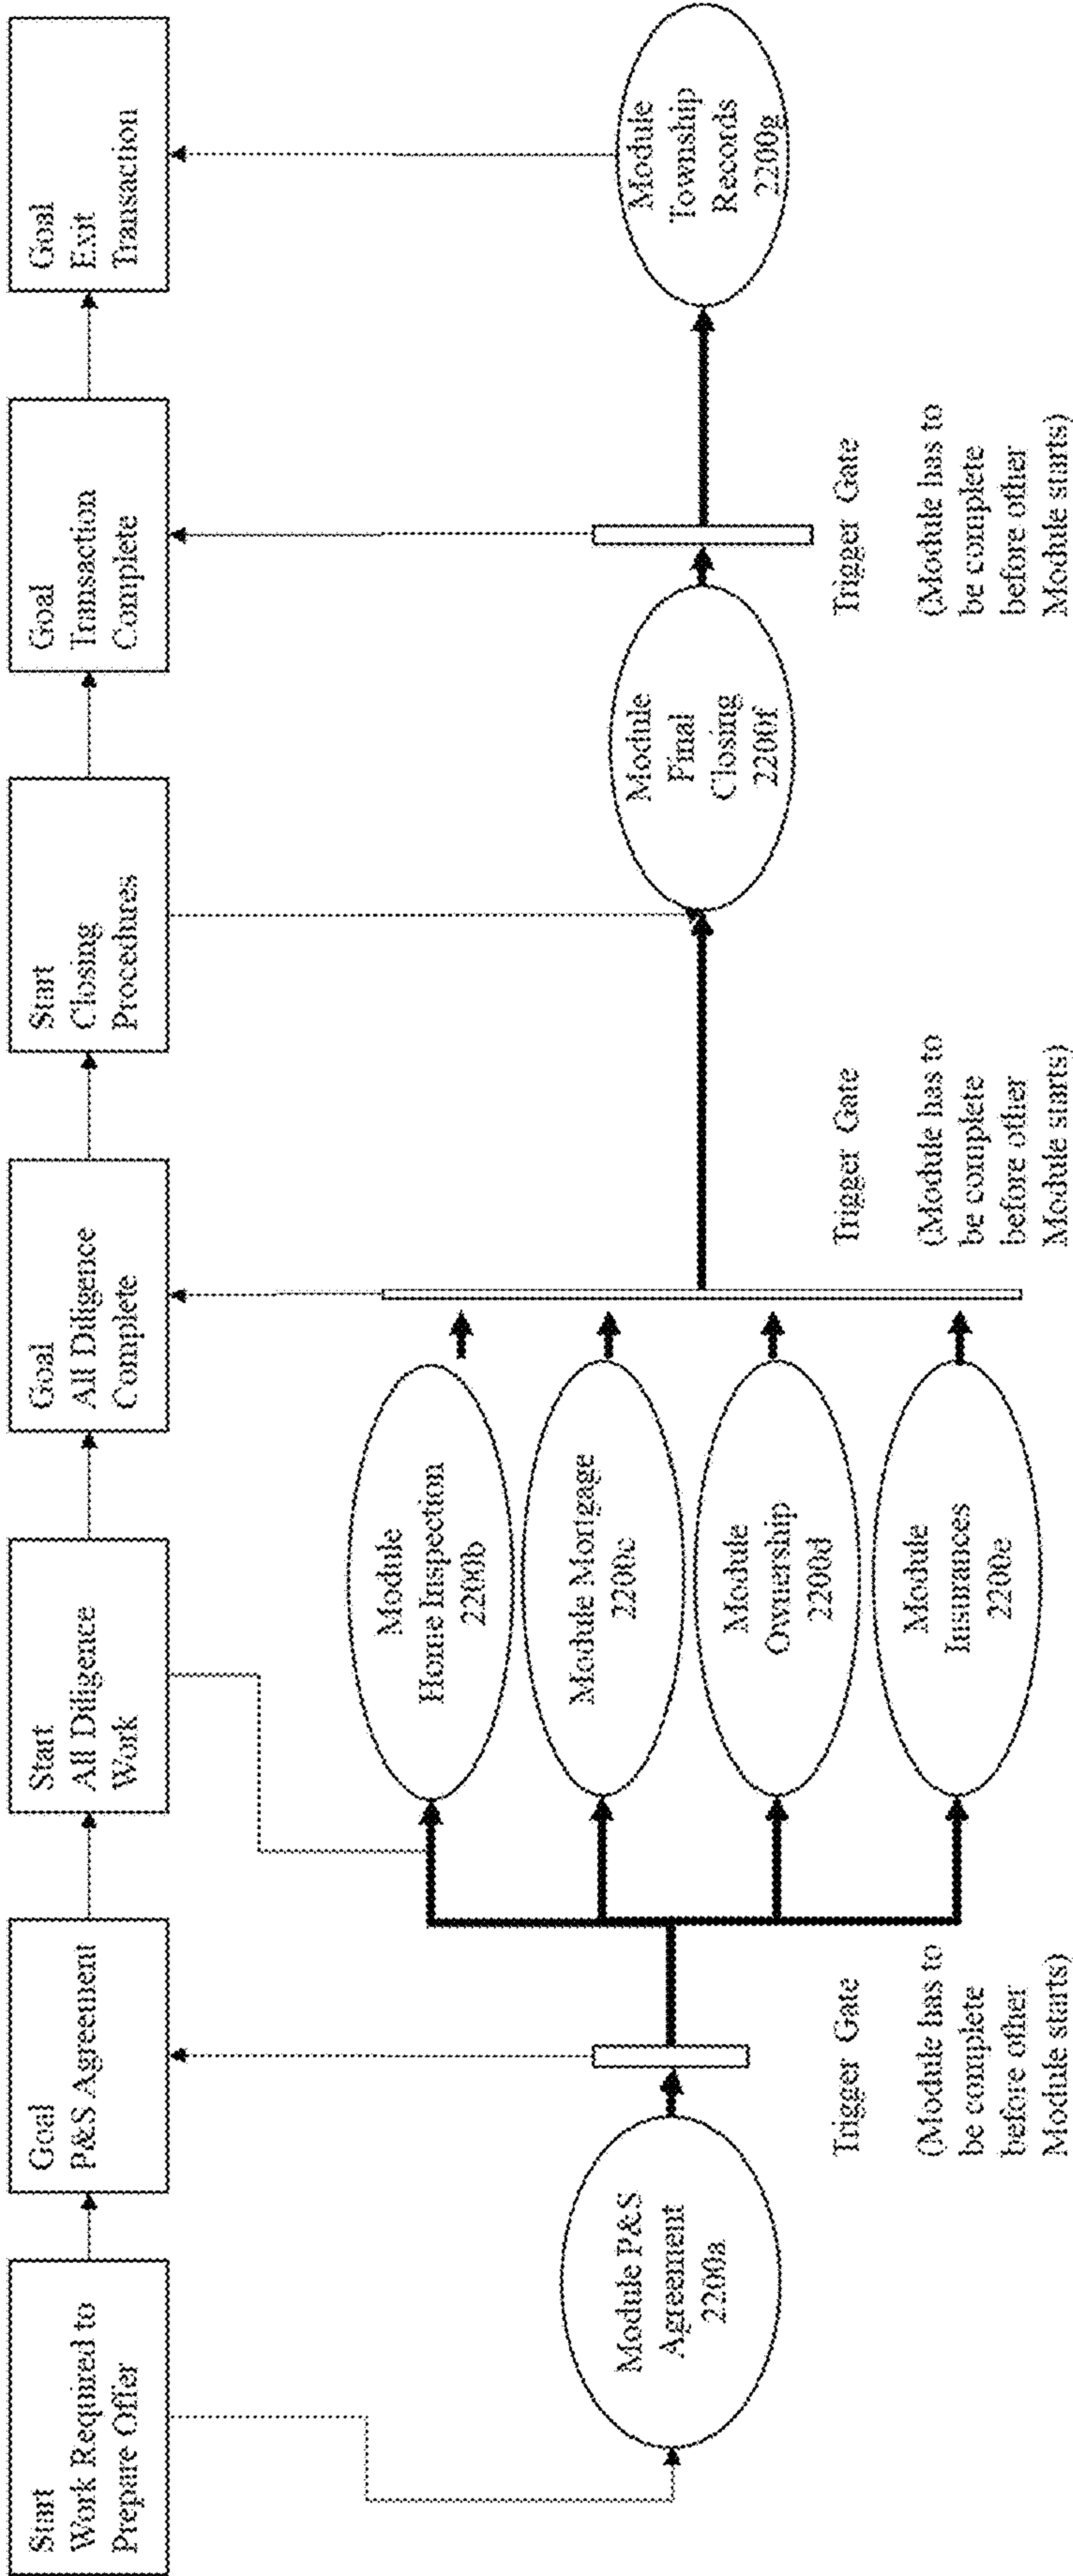 Start
Work Required to
Prepare Offer
Goal
P&S Agreement
Start
All Diligence
Work
Goal
All Diligence
Complete
Start
Closing
Procedures
Goal
Transaction
Complete
Goal
Exit
Transaction
Module P&S
Agreement
2200a
Module
Home Inspection
2200b
Module Mortgage
2200c
Module
Ownership
2200d
Module
Insurances
2200e
Module
Final
Closing
2200f
Module
Township
Records
2200g
Trigger Gate
(Module has to
be complete
before other
Module starts)
Trigger Gate
(Module has to
be complete
before other
Module starts)
Trigger Gate
(Module has to
be complete
before other
Module starts)